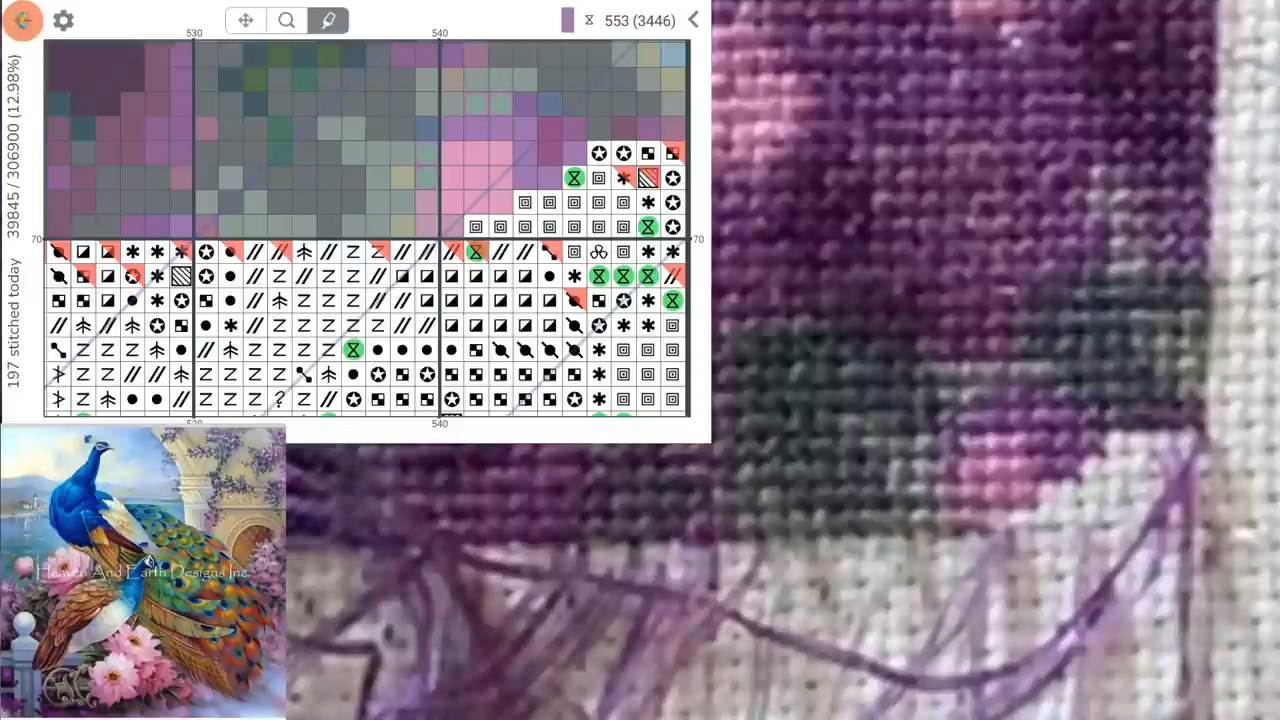 553 (3446)
530 540
39845 / 306900 (12.98%)
197 stitched today
70 70
530 540
Heaven And Earth Designs Inc.